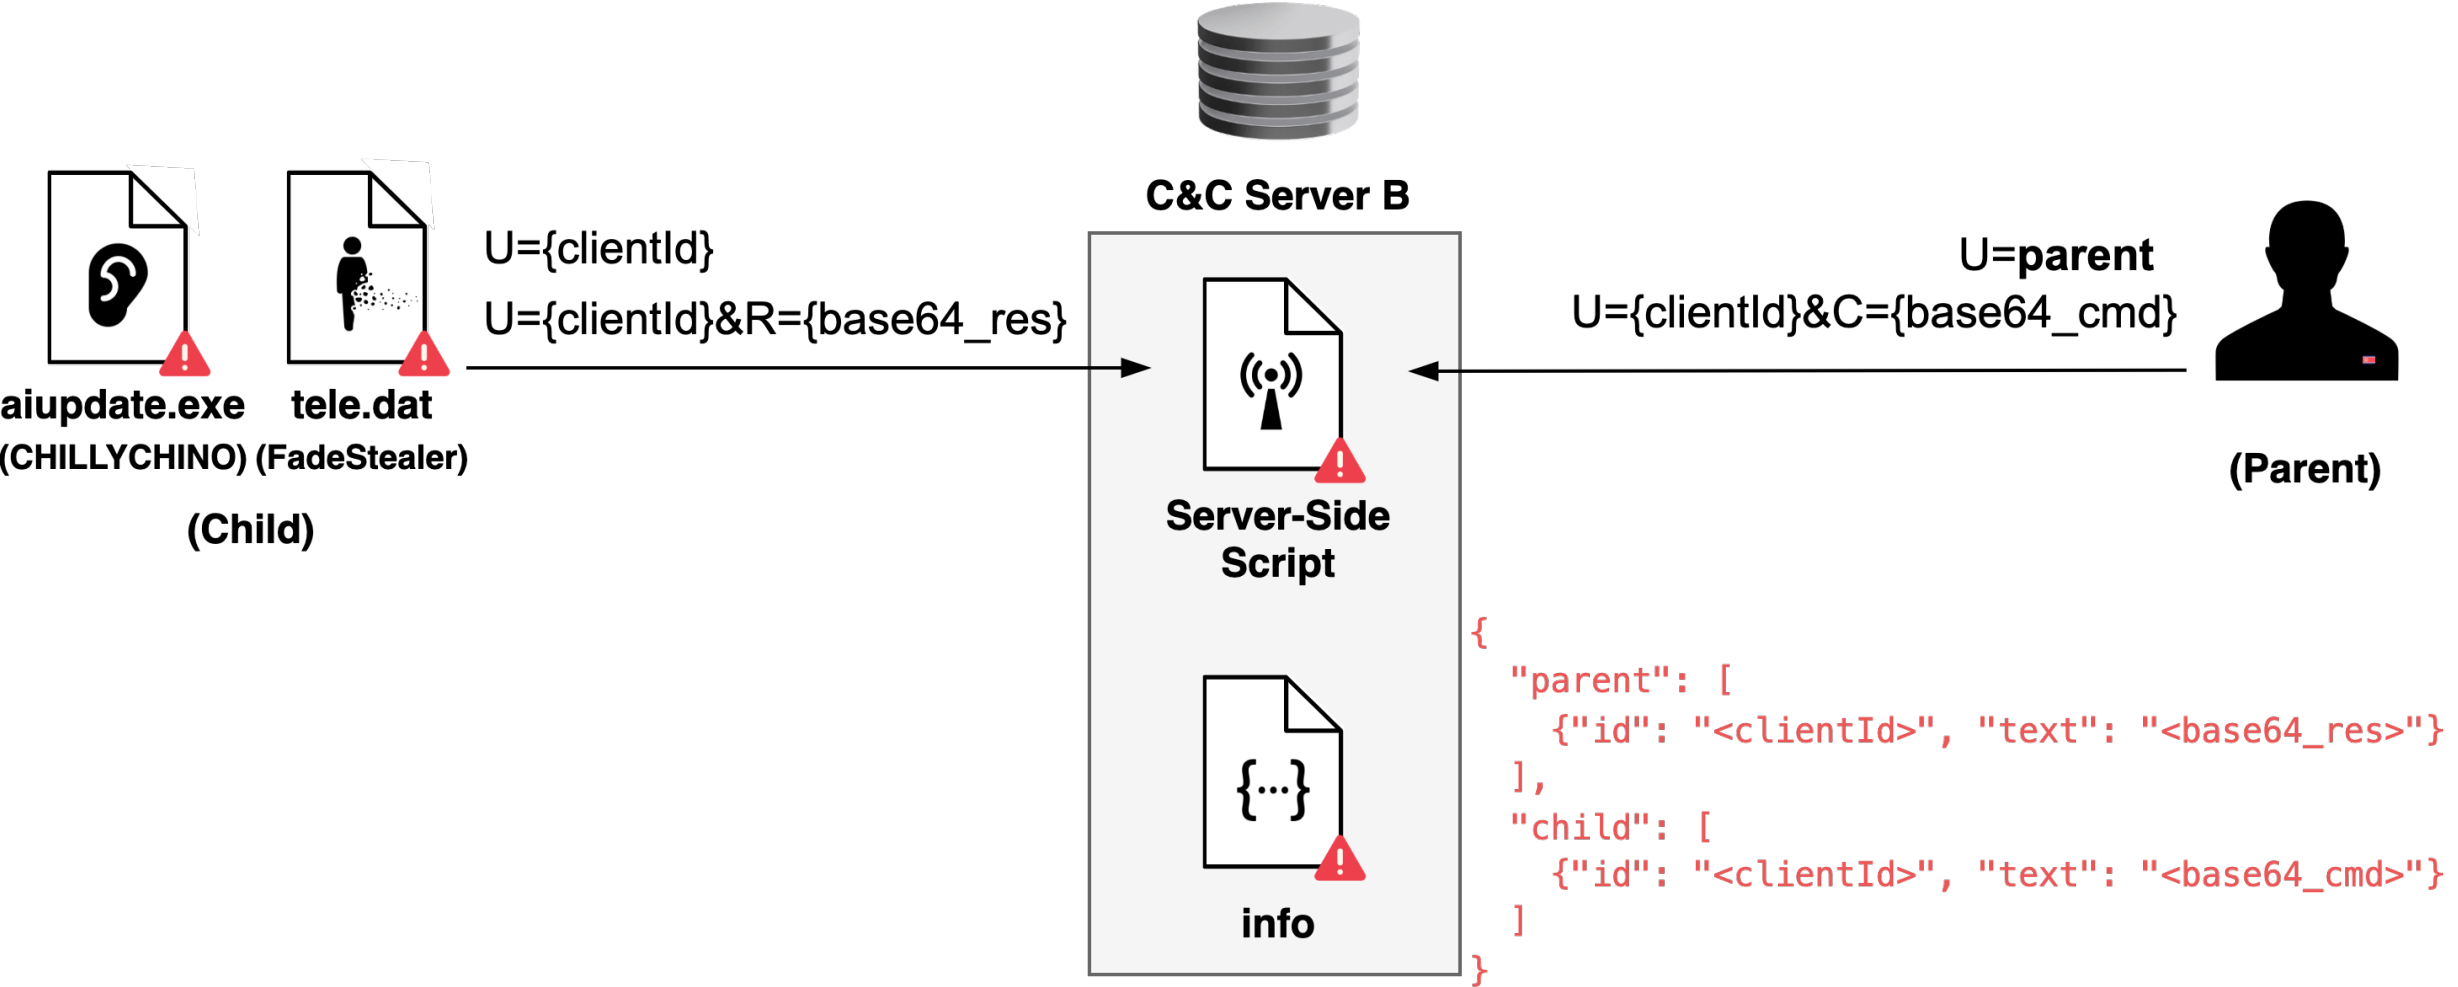 C&C Server B
U={clientId}
U={clientId}&R={base64_res}
aiupdate.exe
(CHILLYCHINO)
tele.dat
(FadeStealer)
(Child)
U=parent
U={clientId}&C={base64_cmd}
(Parent)
Server-Side
Script
{...}
info
{
"parent": [
{"id": "<clientId>", "text": "<base64_res>"}
],
"child": [
{"id": "<clientId>", "text": "<base64_cmd>"}
]
}